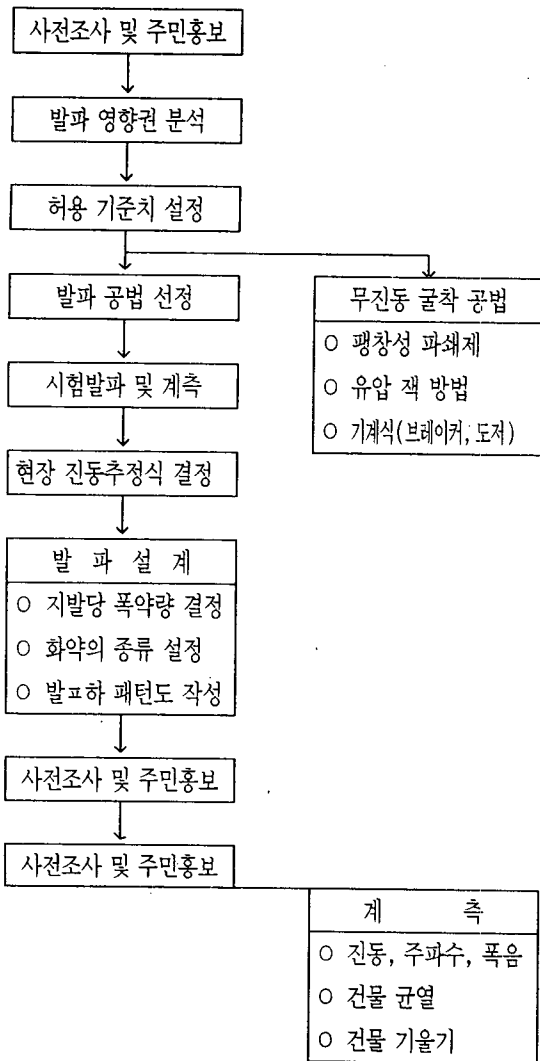 사전조사 및 주민홍보
발파 영향권 분석
허용 기준치 설정
발파 공법 선정
무진동 굴착 공법
○ 팽창성 파쇄제
○ 유압 잭 방법
○ 기계식(브레이커, 도저)
시험발파 및 계측
현장 진동추정식 결정
발 파 설 계
○ 지발당 폭약량 결정
○ 화약의 종류 설정
○ 발ㅍㅏ하 패턴도 작성
사전조사 및 주민홍보
사전조사 및 주민홍보
계 측
○ 진동, 주파수, 폭음
○ 건물 균열
○ 건물 기울기